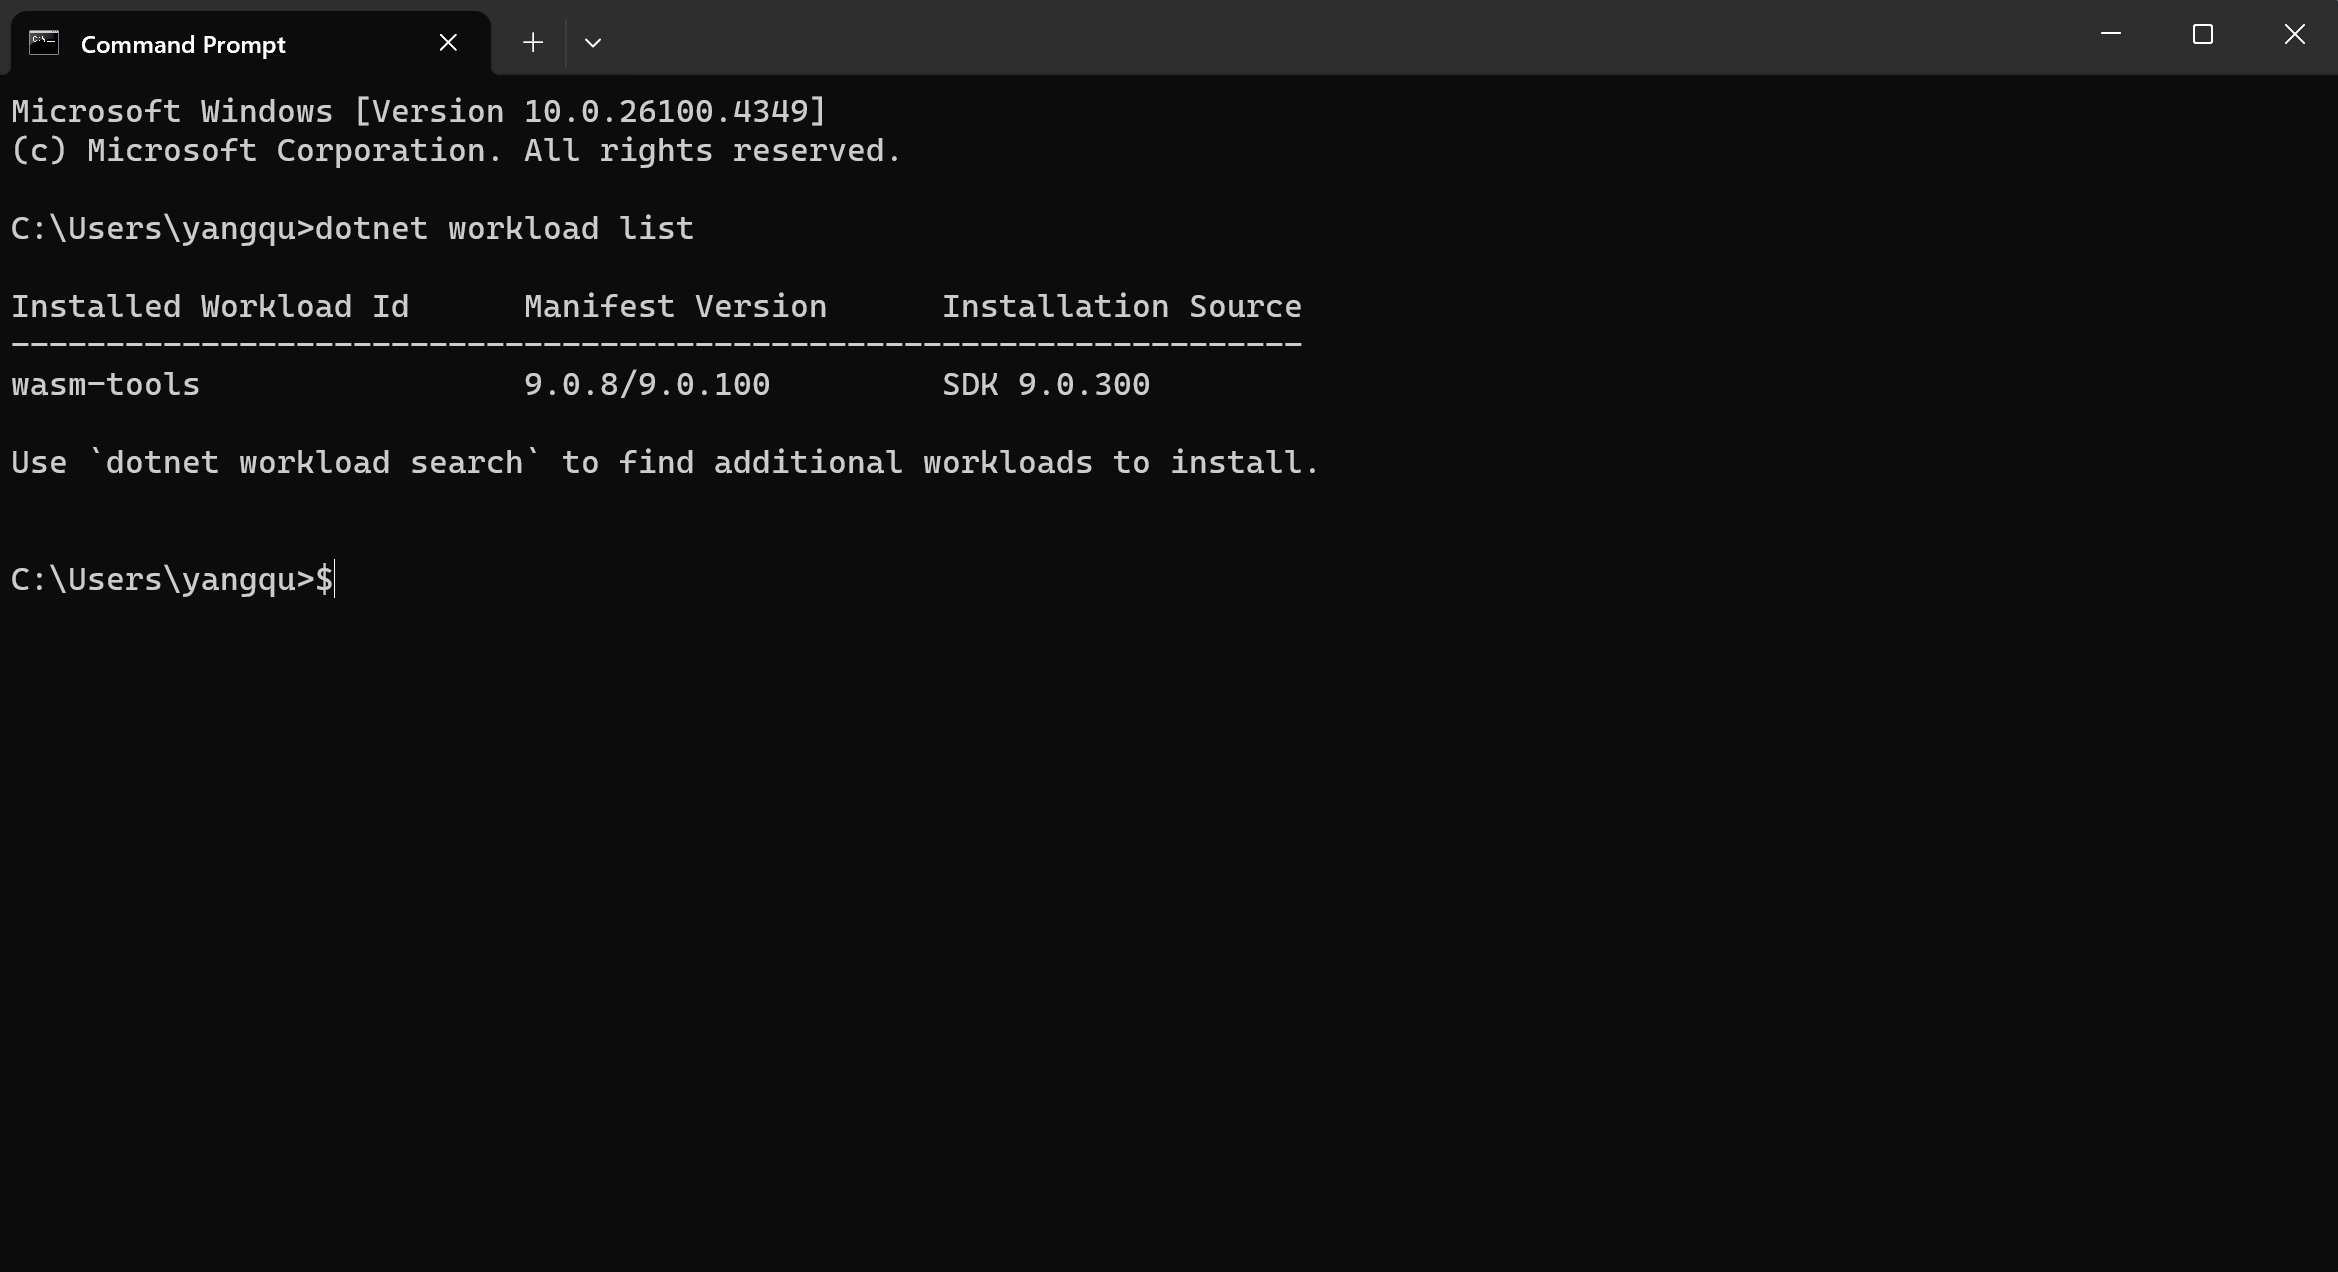 Command Prompt
Microsoft Windows [Version 10.0.26100.4349]
(c) Microsoft Corporation. All rights reserved.
C:\Users\yangqu>dotnet workload list
Installed Workload Id      Manifest Version      Installation Source
--------------------------------------------------------------------
wasm-tools                 9.0.8/9.0.100         SDK 9.0.300
Use `dotnet workload search` to find additional workloads to install.
C:\Users\yangqu>$